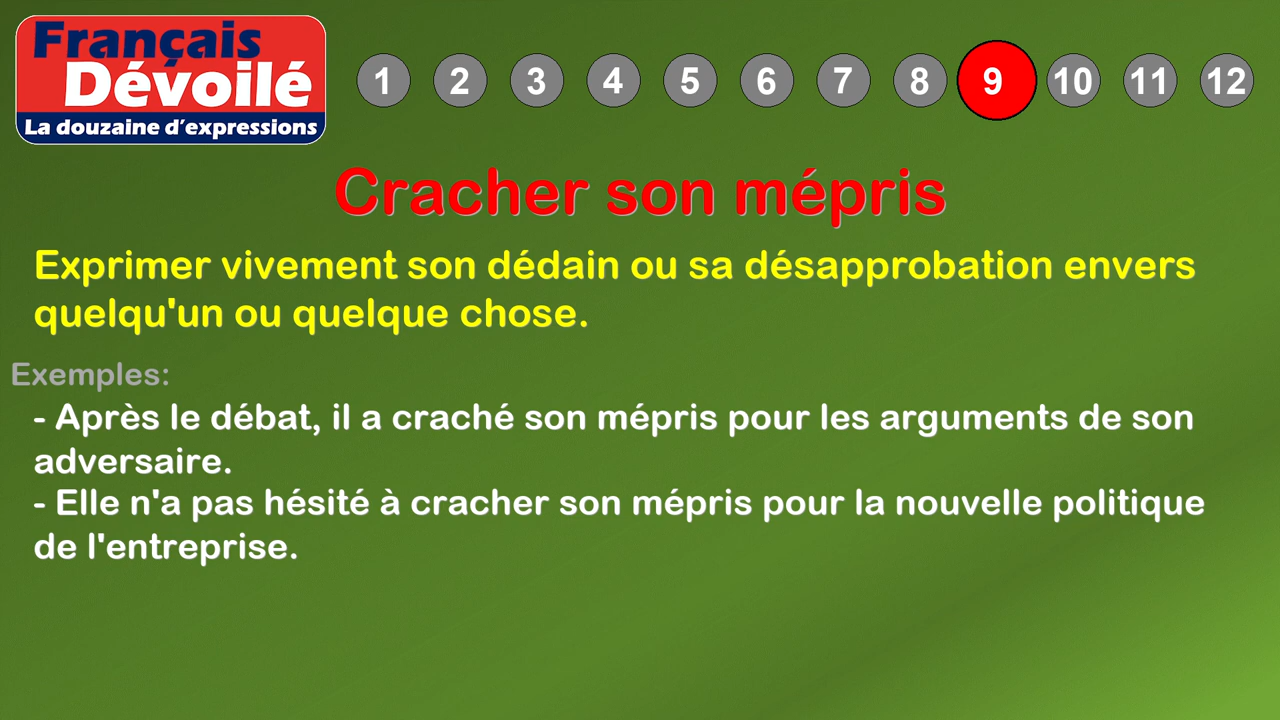 Français
Dévoilé
La douzaine d'expressions
1 2 3 4 5 6 7 8 9 10 11 12
Cracher son mépris
Exprimer vivement son dédain ou sa désapprobation envers
quelqu'un ou quelque chose.
Exemples:
- Après le débat, il a craché son mépris pour les arguments de son
adversaire.
- Elle n'a pas hésité à cracher son mépris pour la nouvelle politique
de l'entreprise.